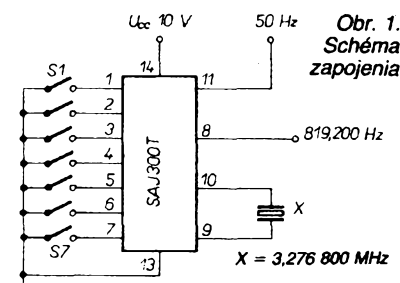 U₀c 10 V
50 Hz
Obr. 1.
Schéma
zapojenia
S1
14
1
11
2
3
8
819,200 Hz
4
SAJ300T
5
10
X
6
7
9
S7
13
X = 3,276 800 MHz